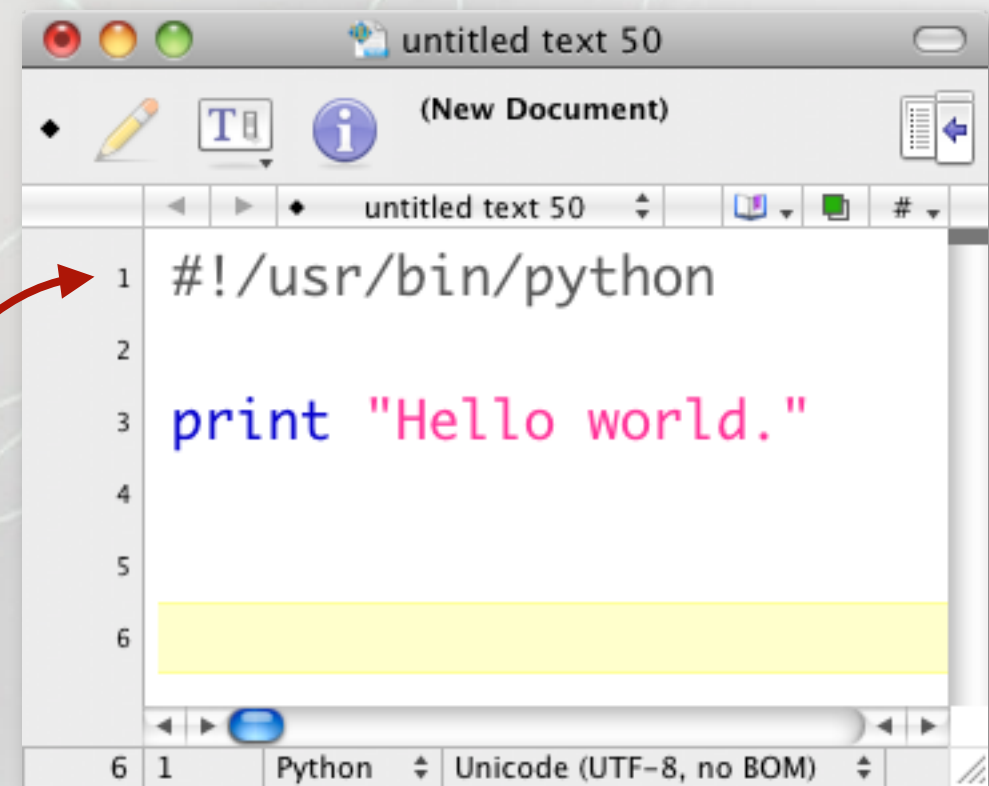 untitled text 50
(New Document)
untitled text 50 #
1 #!/usr/bin/python
2
3 print "Hello world."
4
5
6
6 1 Python Unicode (UTF-8, no BOM)